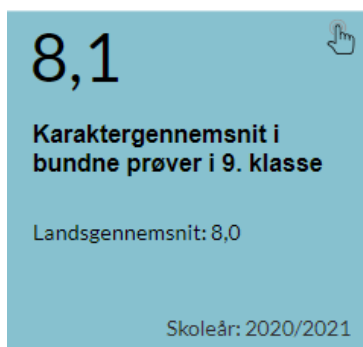 8,1
Karaktergennemsnit i
bundne prøver i 9. klasse
Landsgennemsnit: 8,0
Skoleår: 2020/2021